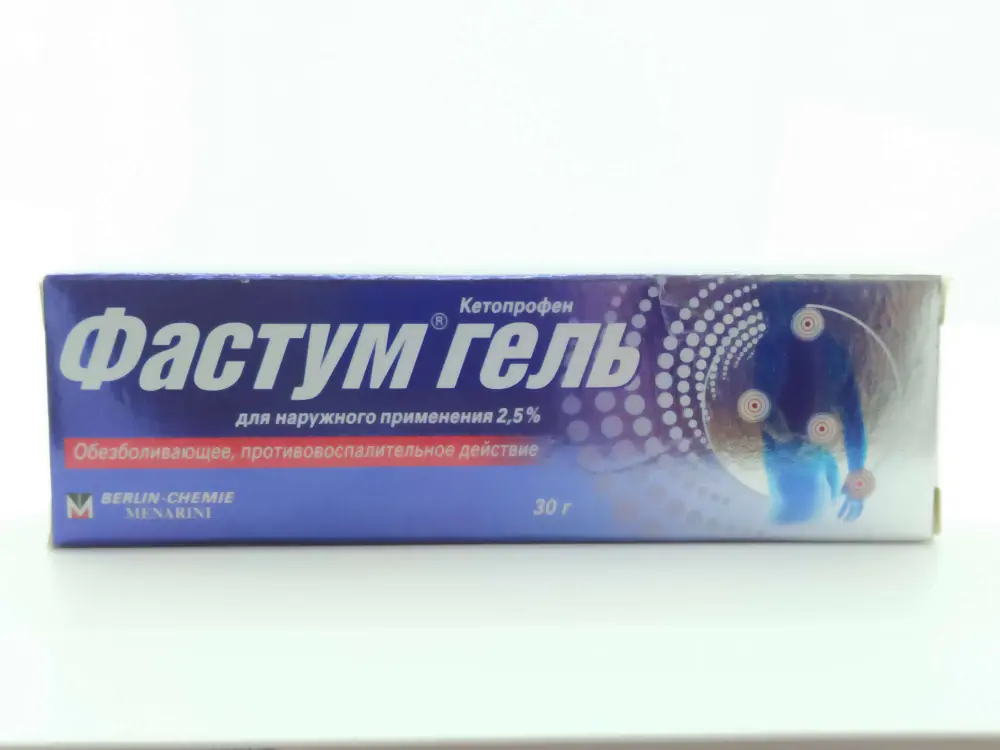 Кетопрофен
Фастум® гель
для наружного применения 2,5%
Обезболивающее, противовоспалительное действие
BERLIN-CHEMIE
MENARINI
30 г